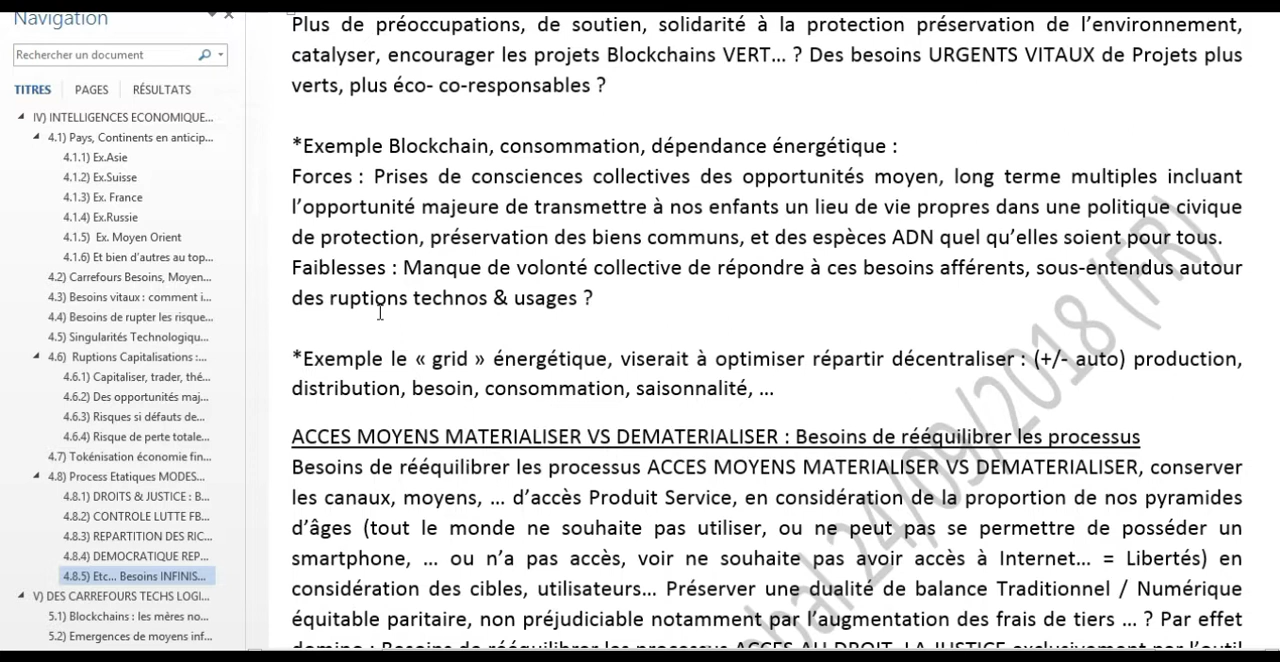 Navigation
Rechercher un document
TITRES PAGES RÉSULTATS
IV) INTELLIGENCES ECONOMIQUE...
4.1) Pays, Continents en anticip...
4.1.1) Ex.Asie
4.1.2) Ex.Suisse
4.1.3) Ex. France
4.1.4) Ex.Russie
4.1.5) Ex. Moyen Orient
4.1.6) Et bien d'autres au top...
4.2) Carrefours Besoins, Moyen...
4.3) Besoins vitaux : comment i...
4.4) Besoins de rupter les risque...
4.5) Singularités Technologiqu...
4.6) Ruptions Capitalisations :...
4.6.1) Capitaliser, trader, thé...
4.6.2) Des opportunités maj...
4.6.3) Risques si défauts de...
4.6.4) Risque de perte totale...
4.7) Tokénisation économie fin...
4.8) Process Etatiques MODES...
4.8.1) DROITS & JUSTICE : B...
4.8.2) CONTROLE LUTTE FB...
4.8.3) REPARTITION DES RIC...
4.8.4) DEMOCRATIQUE REP...
4.8.5) Etc... Besoins INFINIS...
V) DES CARREFOURS TECHS LOGI...
5.1) Blockchains : les mères no...
5.2) Emergences de moyens inf...
Plus de préoccupations, de soutien, solidarité à la protection préservation de l'environnement,
catalyser, encourager les projets Blockchains VERT... ? Des besoins URGENTS VITAUX de Projets plus
verts, plus éco- co-responsables ?
*Exemple Blockchain, consommation, dépendance énergétique :
Forces : Prises de consciences collectives des opportunités moyen, long terme multiples incluant
l'opportunité majeure de transmettre à nos enfants un lieu de vie propres dans une politique civique
de protection, préservation des biens communs, et des espèces ADN quel qu'elles soient pour tous.
Faiblesses : Manque de volonté collective de répondre à ces besoins afférents, sous-entendus autour
des ruptions technos & usages ?
*Exemple le « grid » énergétique, viserait à optimiser répartir décentraliser : (+/- auto) production,
distribution, besoin, consommation, saisonnalité, ...
ACCES MOYENS MATERIALISER VS DEMATERIALISER : Besoins de rééquilibrer les processus
Besoins de rééquilibrer les processus ACCES MOYENS MATERIALISER VS DEMATERIALISER, conserver
les canaux, moyens, ... d'accès Produit Service, en considération de la proportion de nos pyramides
d'âges (tout le monde ne souhaite pas utiliser, ou ne peut pas se permettre de posséder un
smartphone, ... ou n'a pas accès, voir ne souhaite pas avoir accès à Internet... = Libertés) en
considération des cibles, utilisateurs... Préserver une dualité de balance Traditionnel / Numérique
équitable paritaire, non préjudiciable notamment par l'augmentation des frais de tiers ... ? Par effet
domino : Besoins de rééquilibrer les processus ACCES AU DROIT, LA JUSTICE exclusivement par l'outil
24/09/2018 (FR)